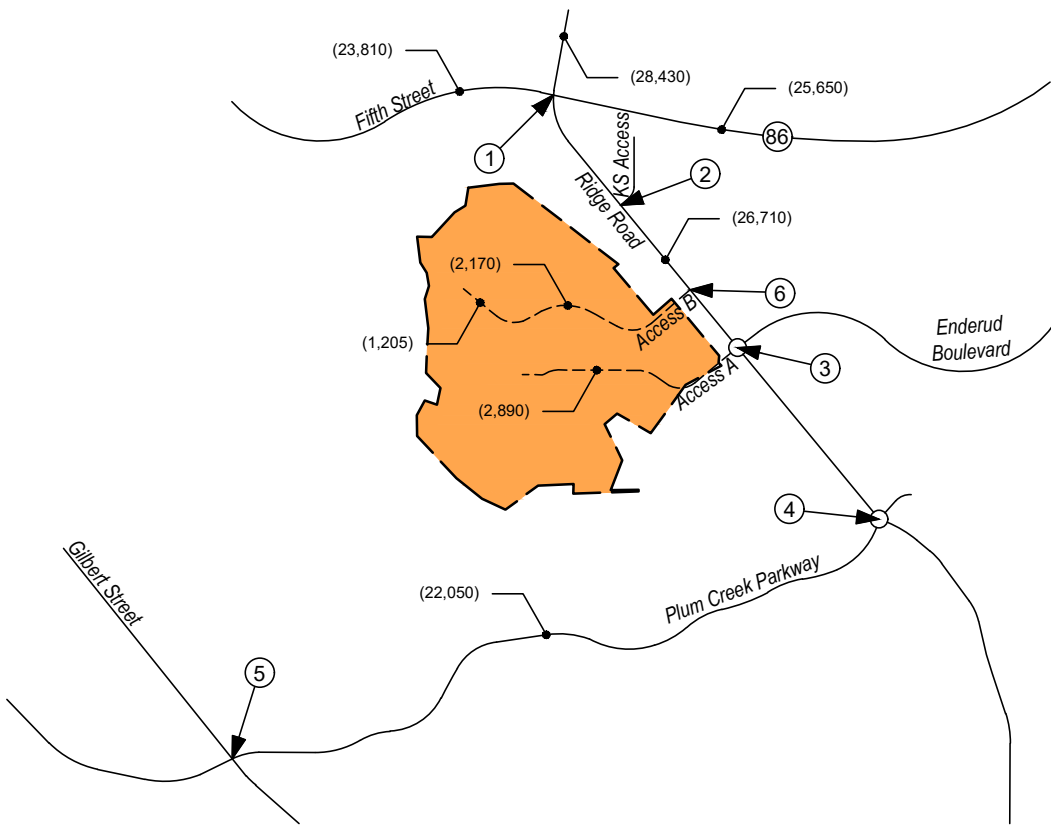 (23,810)
(28,430)
(25,650)
Fifth Street
86
1
KS Access
2
Ridge Road
(26,710)
(2,170)
6
Access B
(1,205)
Enderud
Boulevard
3
Access A
(2,890)
4
Gilbert Street
(22,050)
Plum Creek Parkway
5